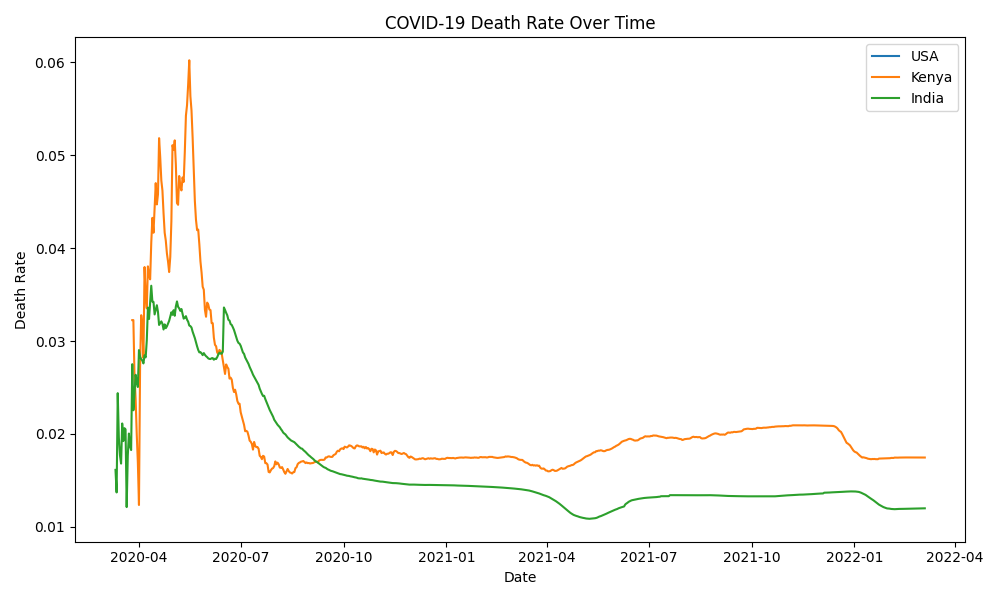 COVID-19 Death Rate Over Time
USA
Kenya
India
Death Rate
0.06
0.05
0.04
0.03
0.02
0.01
2020-04 2020-07 2020-10 2021-01 2021-04 2021-07 2021-10 2022-01 2022-04
Date